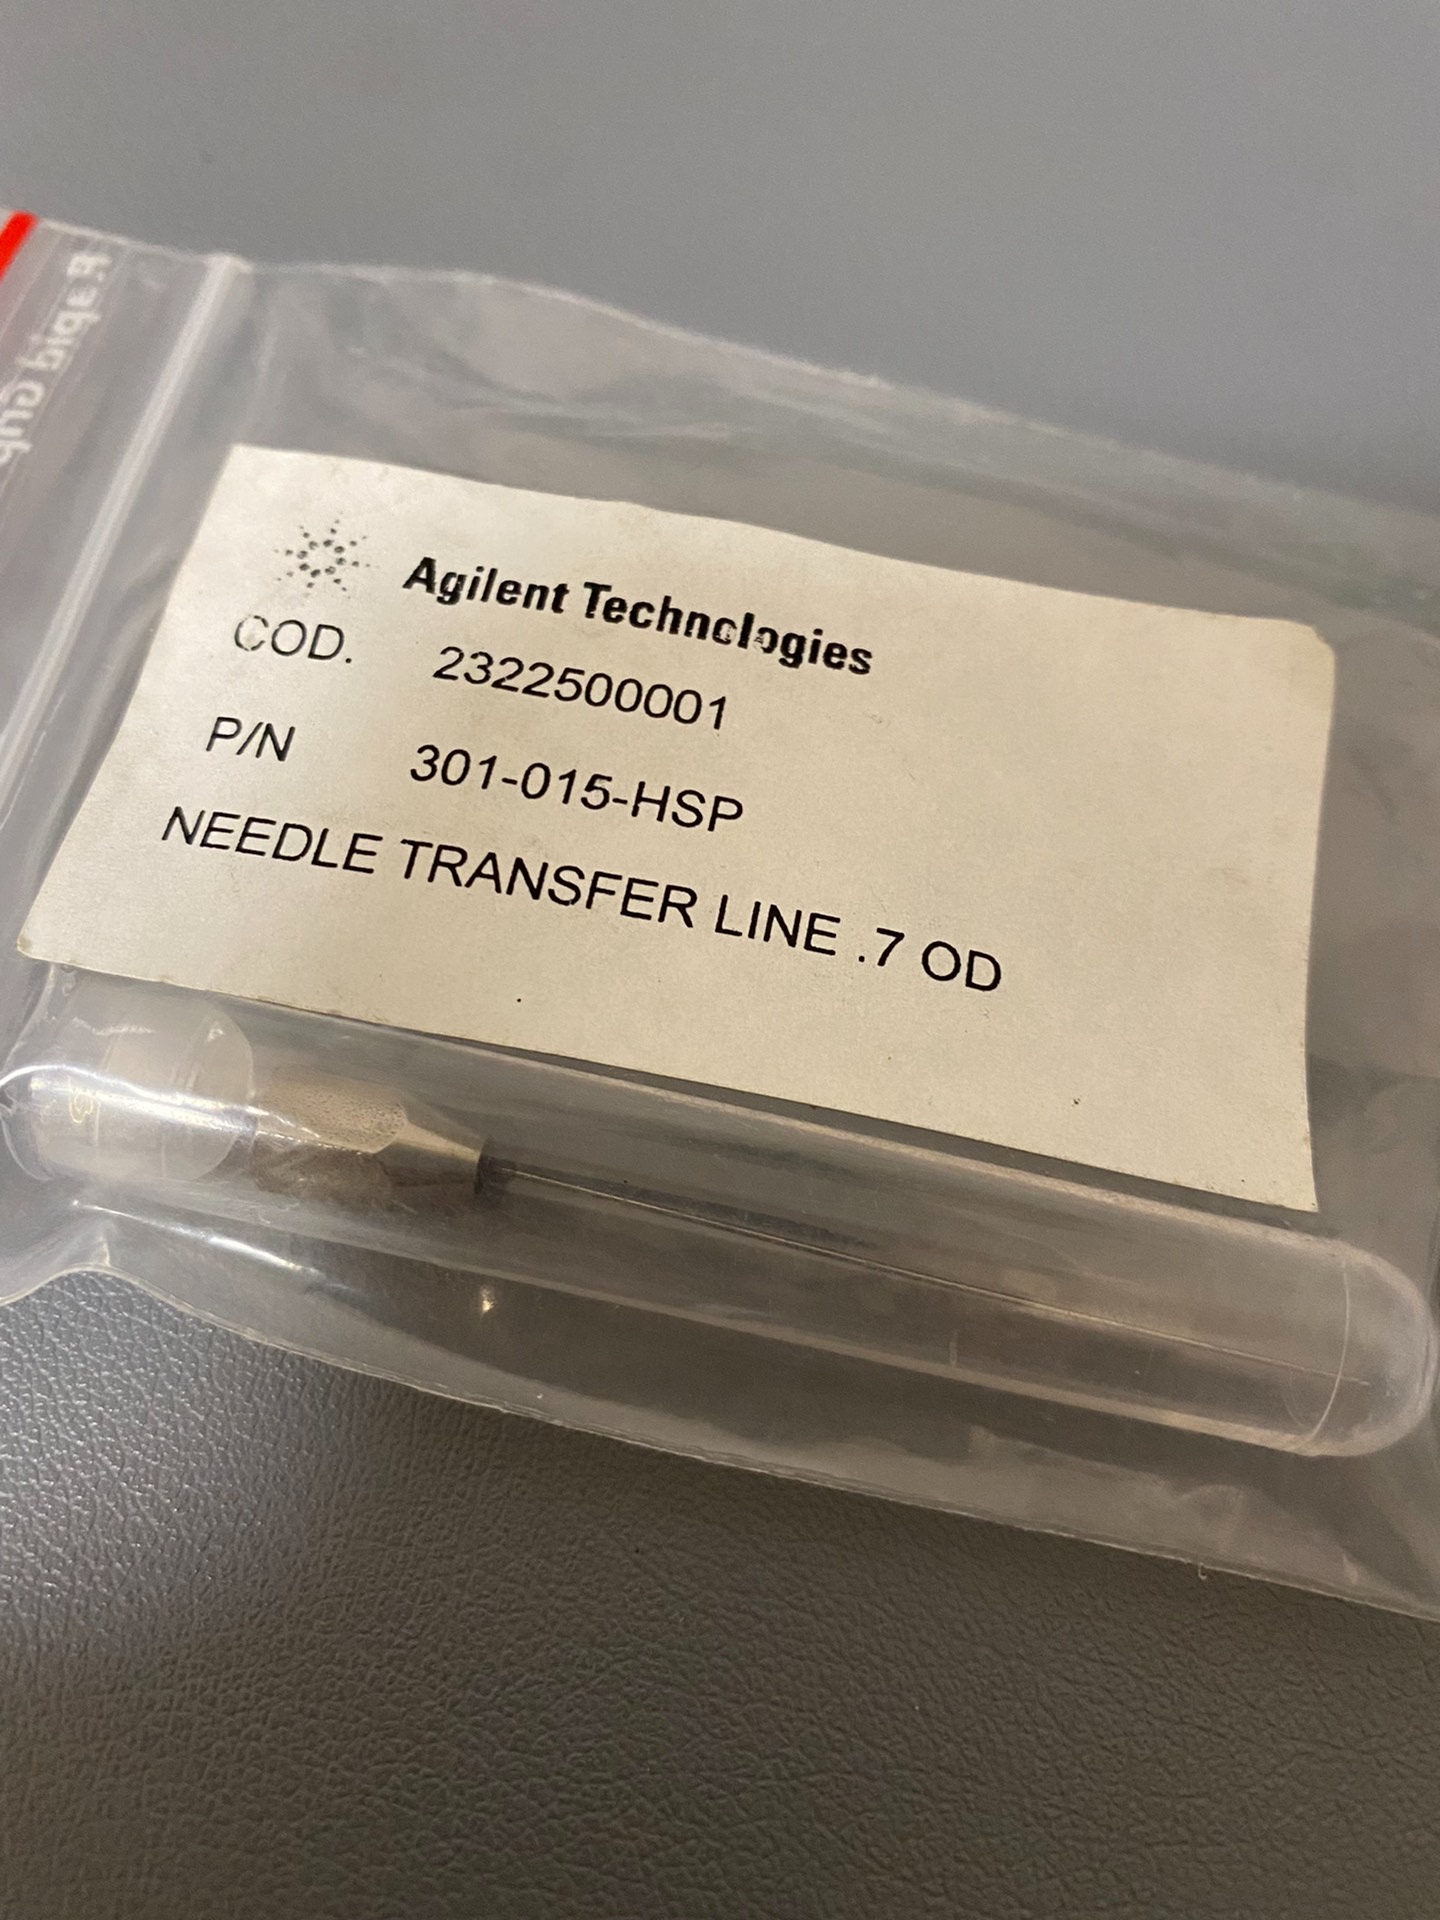 Agilent Technologies
COD. 2322500001
P/N 301-015-HSP
NEEDLE TRANSFER LINE .7 OD